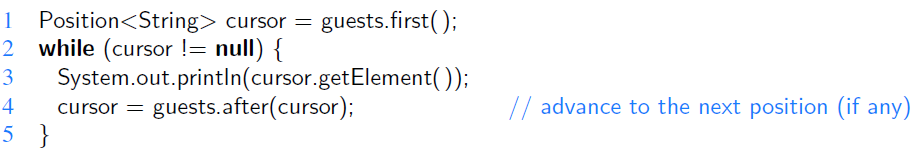 1 Position<String> cursor = guests.first( );
2 while (cursor != null) {
3 System.out.println(cursor.getElement( ));
4 cursor = guests.after(cursor); // advance to the next position (if any)
5 }